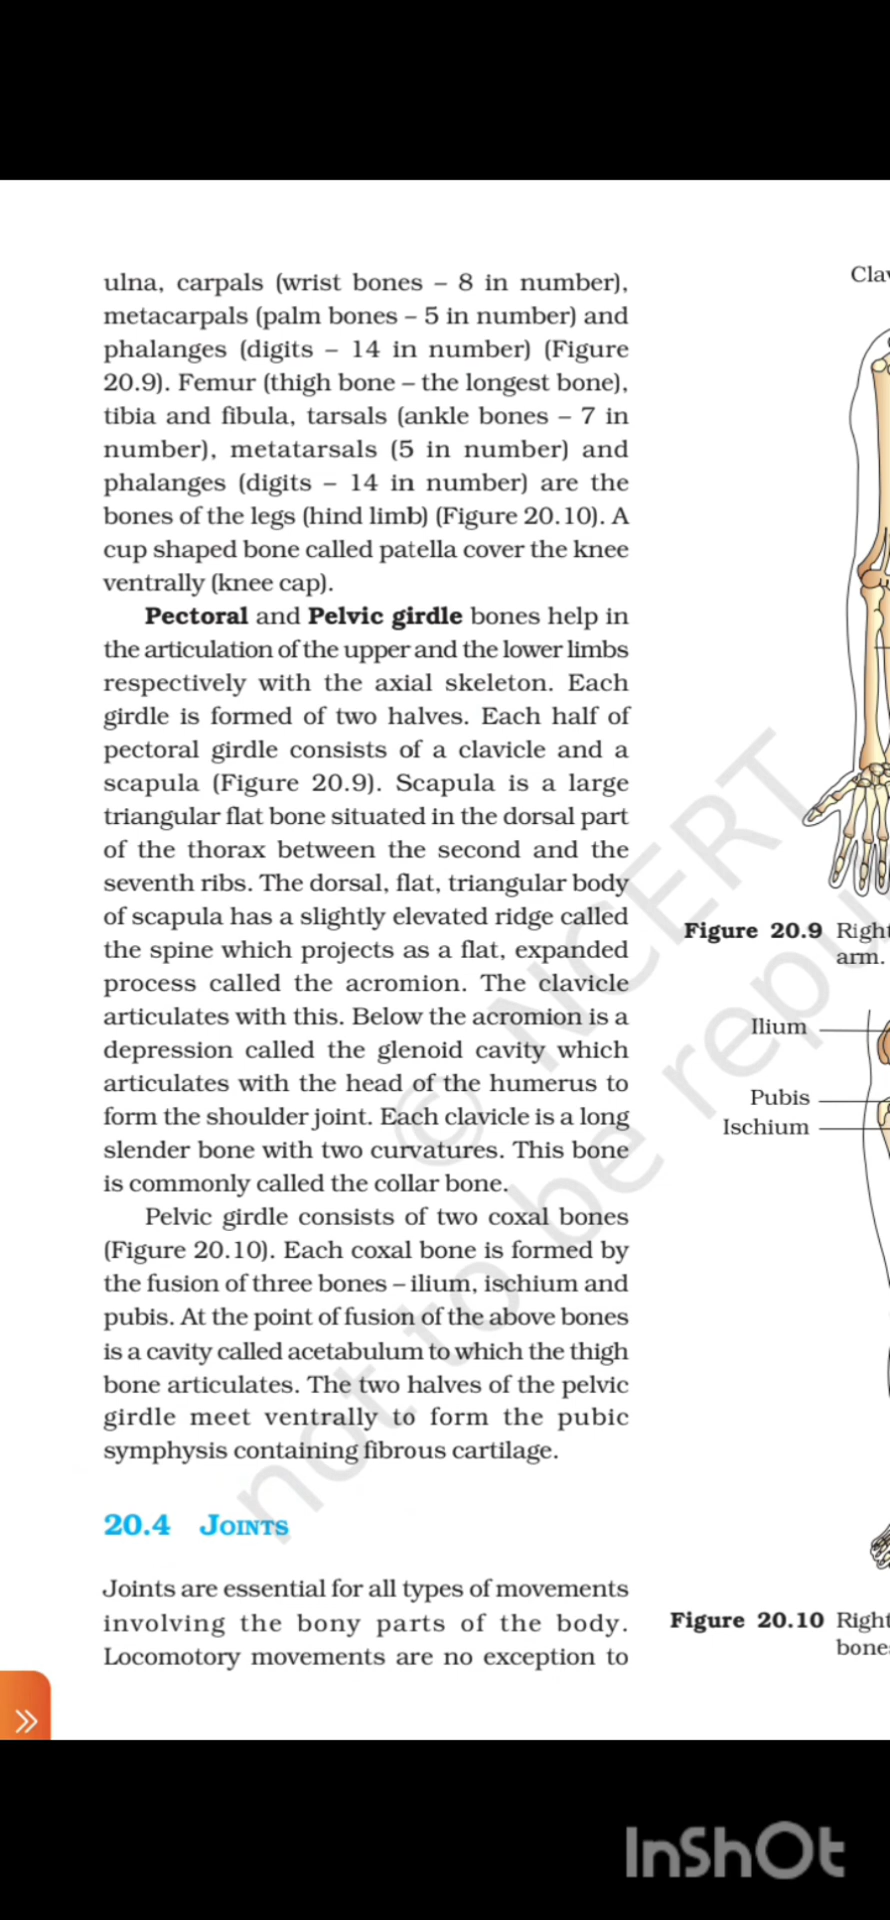 ulna, carpals (wrist bones – 8 in number),
metacarpals (palm bones – 5 in number) and
phalanges (digits – 14 in number) (Figure
20.9). Femur (thigh bone – the longest bone),
tibia and fibula, tarsals (ankle bones – 7 in
number), metatarsals (5 in number) and
phalanges (digits – 14 in number) are the
bones of the legs (hind limb) (Figure 20.10). A
cup shaped bone called patella cover the knee
ventrally (knee cap).
Pectoral and Pelvic girdle bones help in
the articulation of the upper and the lower limbs
respectively with the axial skeleton. Each
girdle is formed of two halves. Each half of
pectoral girdle consists of a clavicle and a
scapula (Figure 20.9). Scapula is a large
triangular flat bone situated in the dorsal part
of the thorax between the second and the
seventh ribs. The dorsal, flat, triangular body
of scapula has a slightly elevated ridge called
the spine which projects as a flat, expanded
process called the acromion. The clavicle
articulates with this. Below the acromion is a
depression called the glenoid cavity which
articulates with the head of the humerus to
form the shoulder joint. Each clavicle is a long
slender bone with two curvatures. This bone
is commonly called the collar bone.
Pelvic girdle consists of two coxal bones
(Figure 20.10). Each coxal bone is formed by
the fusion of three bones – ilium, ischium and
pubis. At the point of fusion of the above bones
is a cavity called acetabulum to which the thigh
bone articulates. The two halves of the pelvic
girdle meet ventrally to form the pubic
symphysis containing fibrous cartilage.
20.4 JOINTS
Joints are essential for all types of movements
involving the bony parts of the body.
Locomotory movements are no exception to
Figure 20.9 Right
arm.
Ilium
Pubis
Ischium
Figure 20.10 Right
© NCERT
not to be
InShOt